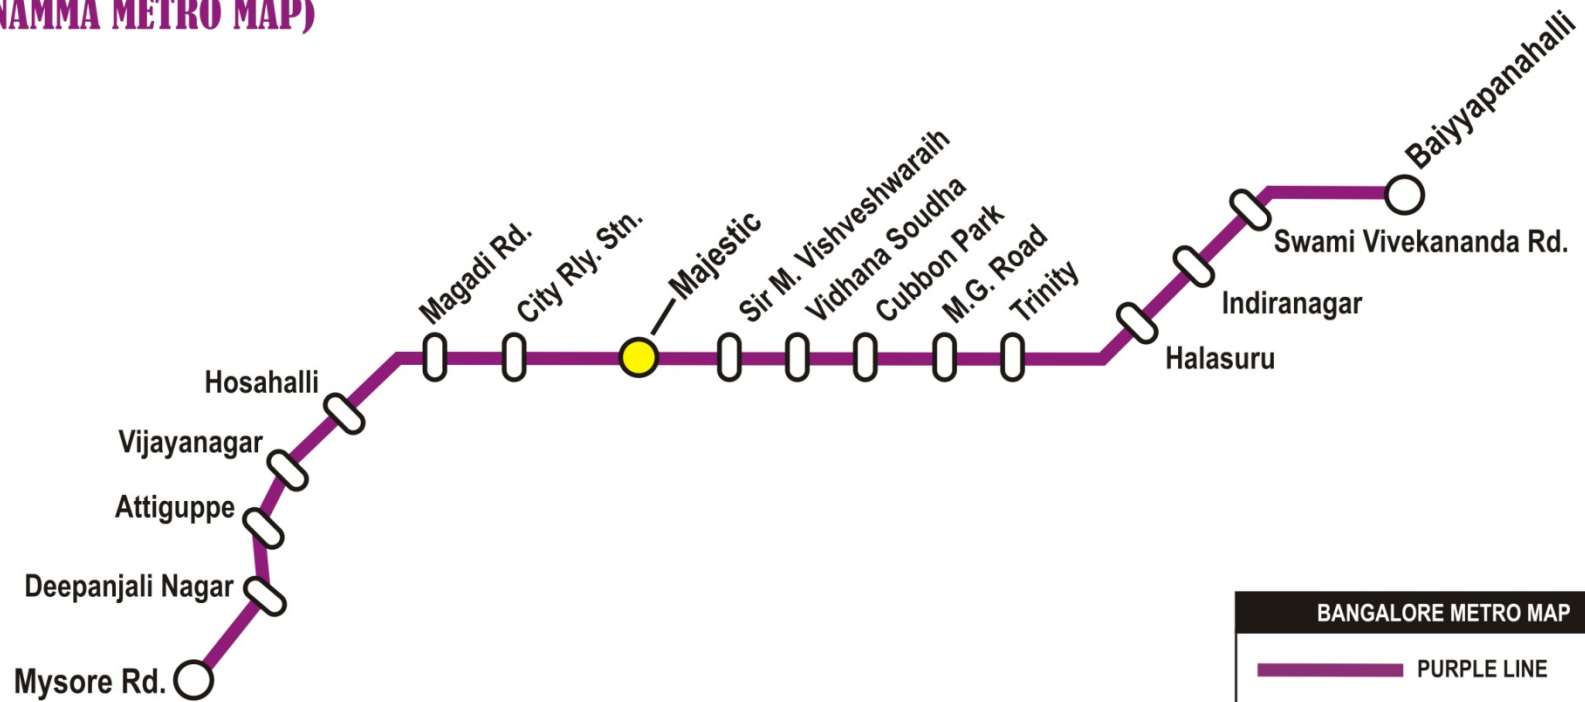 NAMMA METRO MAP)
Baiyyapanahalli
Swami Vivekananda Rd.
Indiranagar
Halasuru
Trinity
M.G. Road
Cubbon Park
Vidhana Soudha
Sir M. Vishveshwaraih
Majestic
City Rly. Stn.
Magadi Rd.
Hosahalli
Vijayanagar
Attiguppe
Deepanjali Nagar
Mysore Rd.
BANGALORE METRO MAP
PURPLE LINE